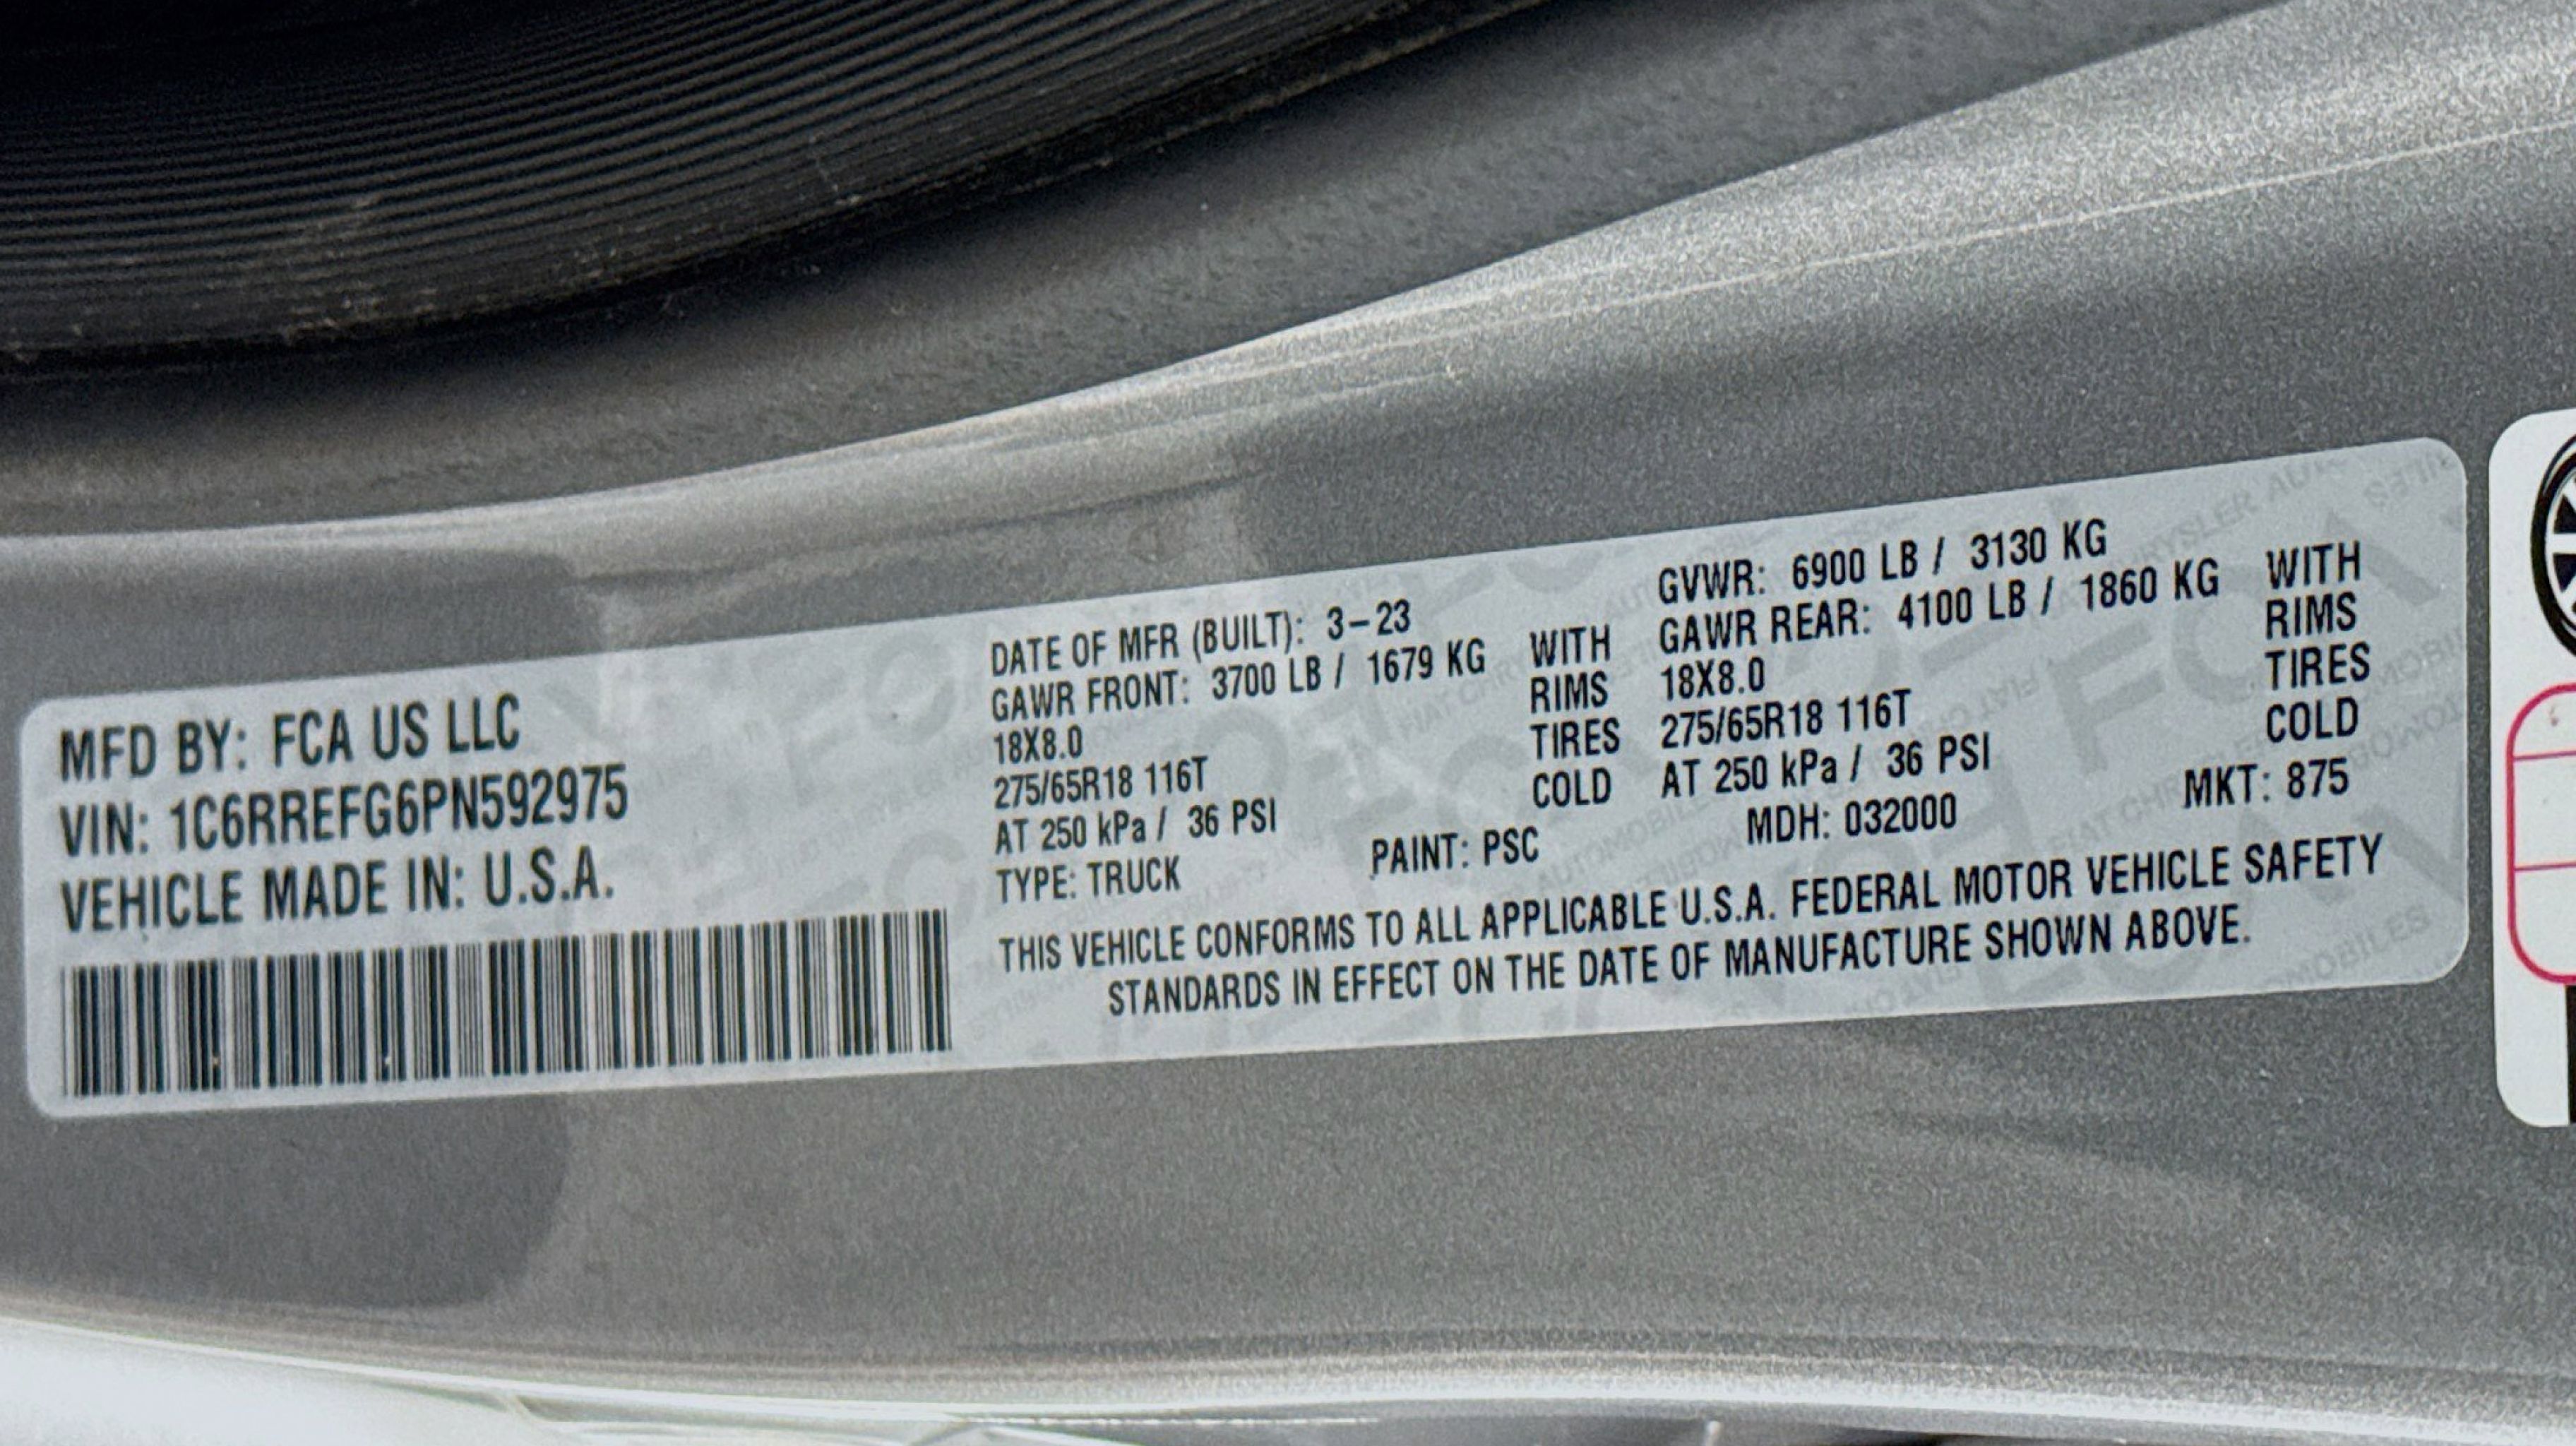 MFD BY: FCA US LLC
VIN: 1C6RREFG6PN592975
VEHICLE MADE IN: U.S.A.
DATE OF MFR (BUILT): 3-23
GAWR FRONT: 3700 LB / 1679 KG WITH
18X8.0 RIMS
275/65R18 116T TIRES
AT 250 kPa / 36 PSI COLD
GVWR: 6900 LB / 3130 KG
GAWR REAR: 4100 LB / 1860 KG WITH
18X8.0 RIMS
275/65R18 116T TIRES
AT 250 kPa / 36 PSI COLD
TYPE: TRUCK PAINT: PSC MDH: 032000 MKT: 875
THIS VEHICLE CONFORMS TO ALL APPLICABLE U.S.A. FEDERAL MOTOR VEHICLE SAFETY
STANDARDS IN EFFECT ON THE DATE OF MANUFACTURE SHOWN ABOVE.